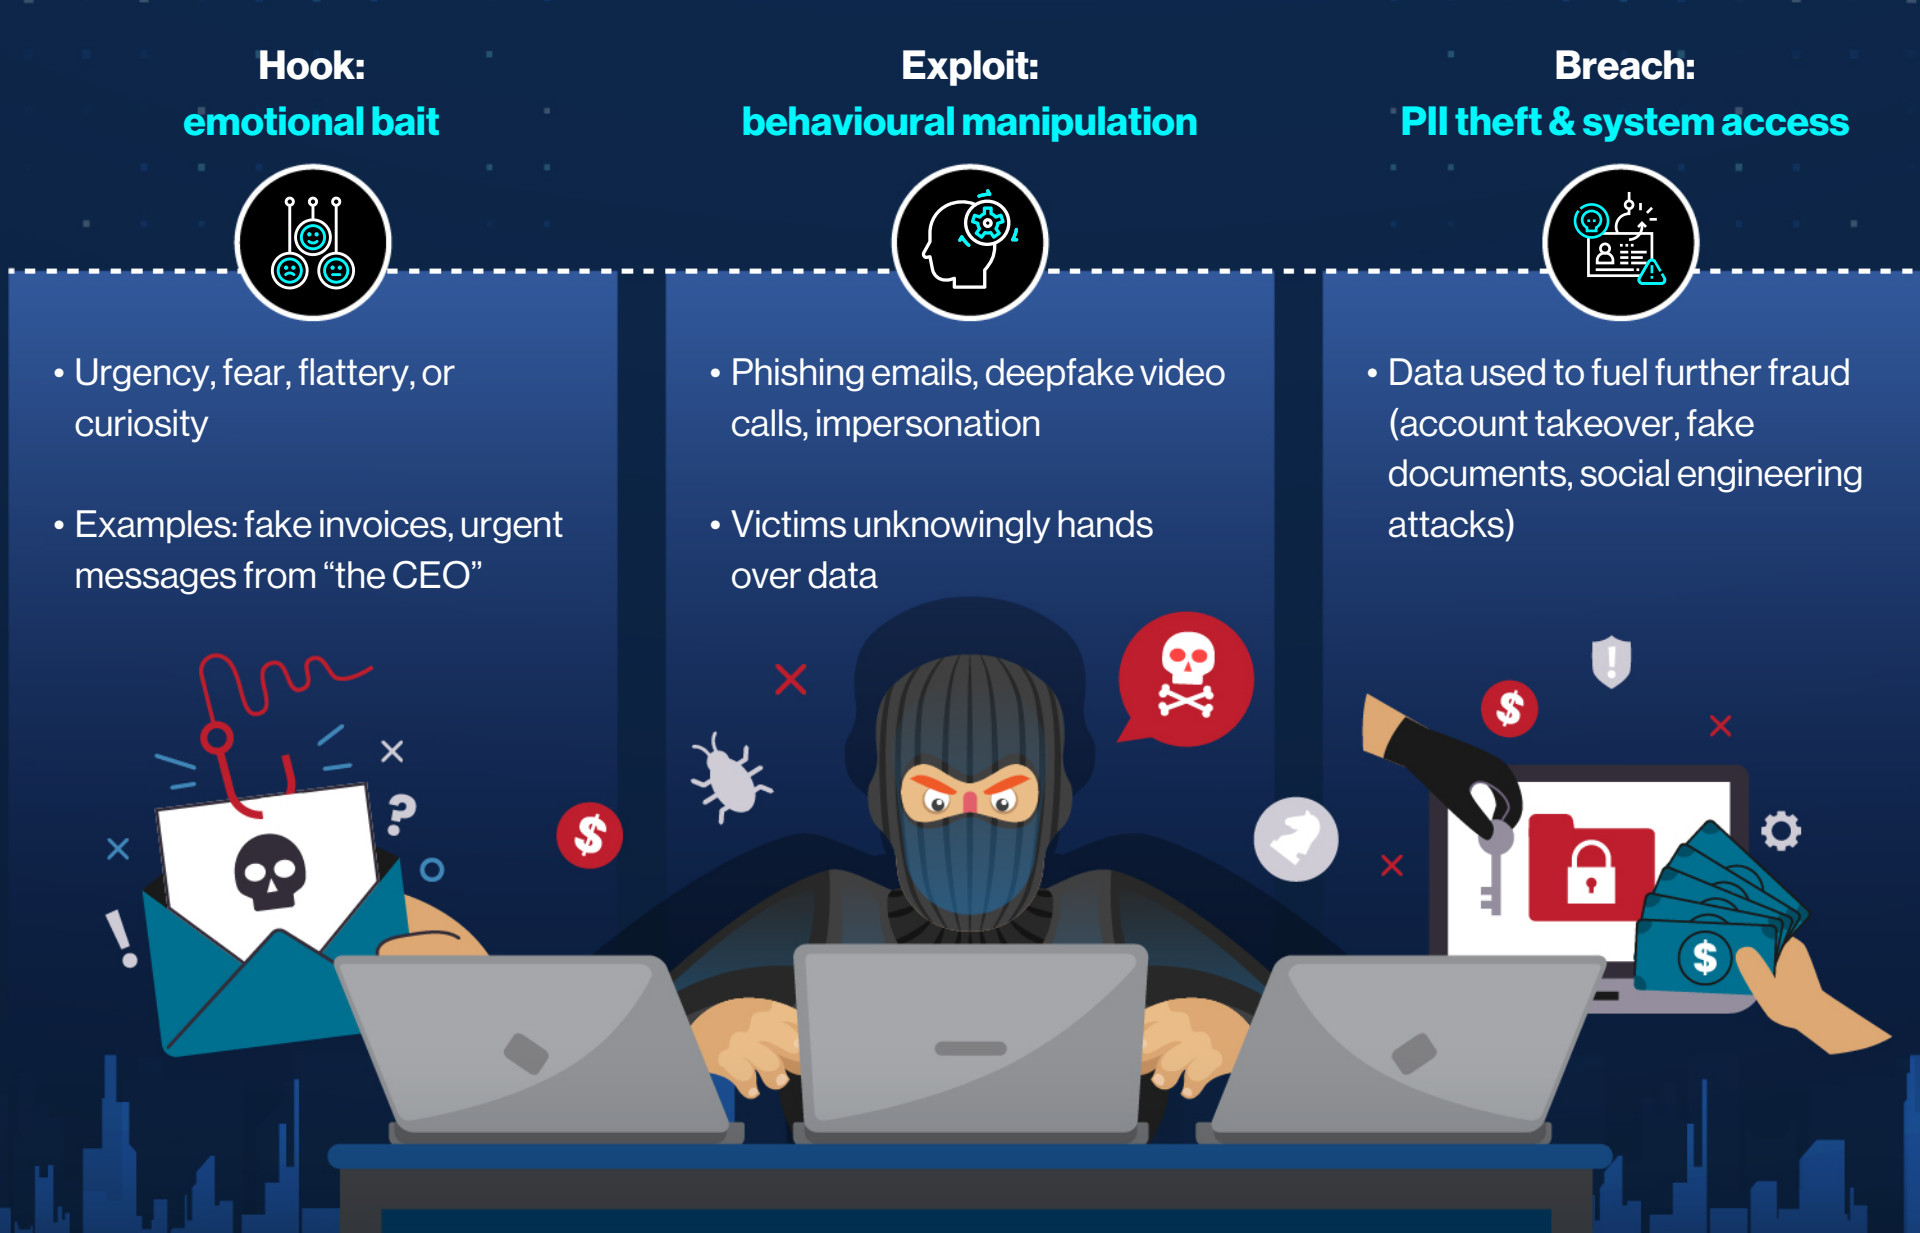 Hook:
emotional bait
• Urgency, fear, flattery, or
curiosity
• Examples: fake invoices, urgent
messages from “the CEO”
Exploit:
behavioural manipulation
• Phishing emails, deepfake video
calls, impersonation
• Victims unknowingly hands
over data
Breach:
PII theft & system access
• Data used to fuel further fraud
(account takeover, fake
documents, social engineering
attacks)